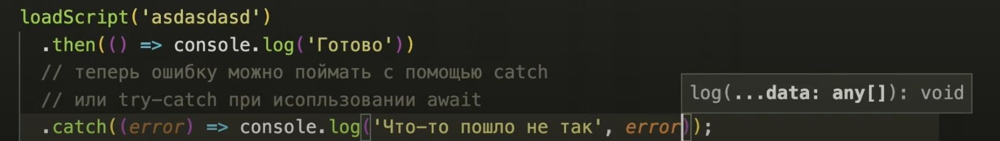 loadScript('asdasdasd')
.then(() => console.log('Готово'))
// теперь ошибку можно поймать с помощью catch
// или try-catch при исопльзовании await
log(...data: any[]): void
.catch((error) => console.log('Что-то пошло не так', error));